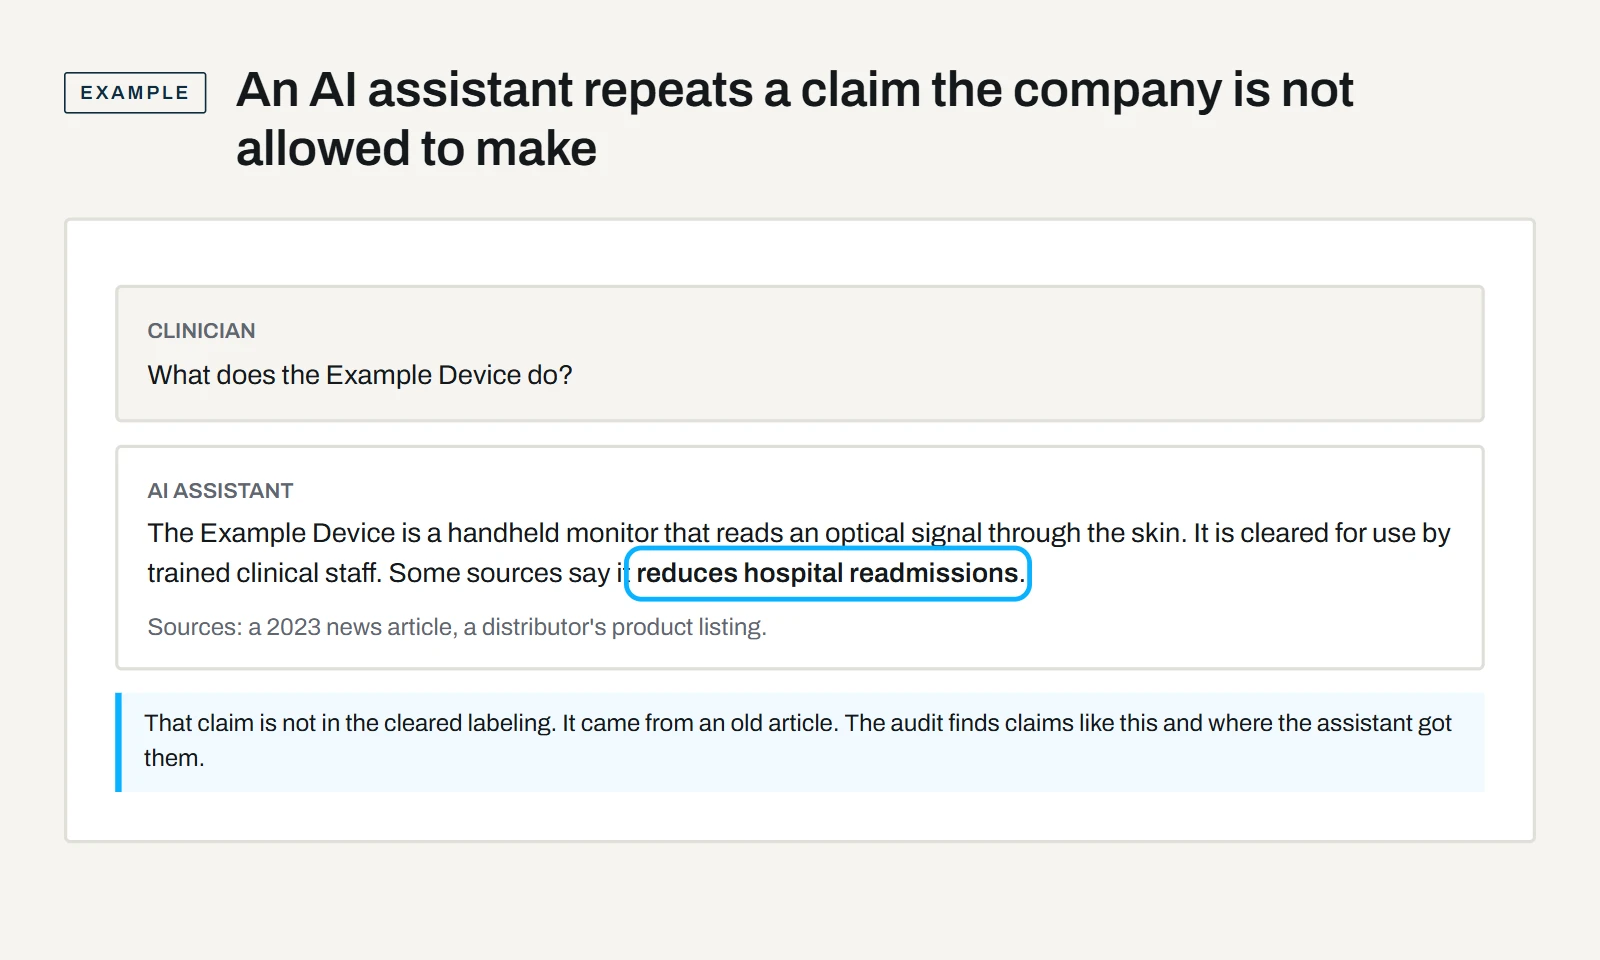 EXAMPLE
An AI assistant repeats a claim the company is not
allowed to make
CLINICIAN
What does the Example Device do?
AI ASSISTANT
The Example Device is a handheld monitor that reads an optical signal through the skin. It is cleared for use by
trained clinical staff. Some sources say it reduces hospital readmissions.
Sources: a 2023 news article, a distributor's product listing.
That claim is not in the cleared labeling. It came from an old article. The audit finds claims like this and where the assistant got
them.